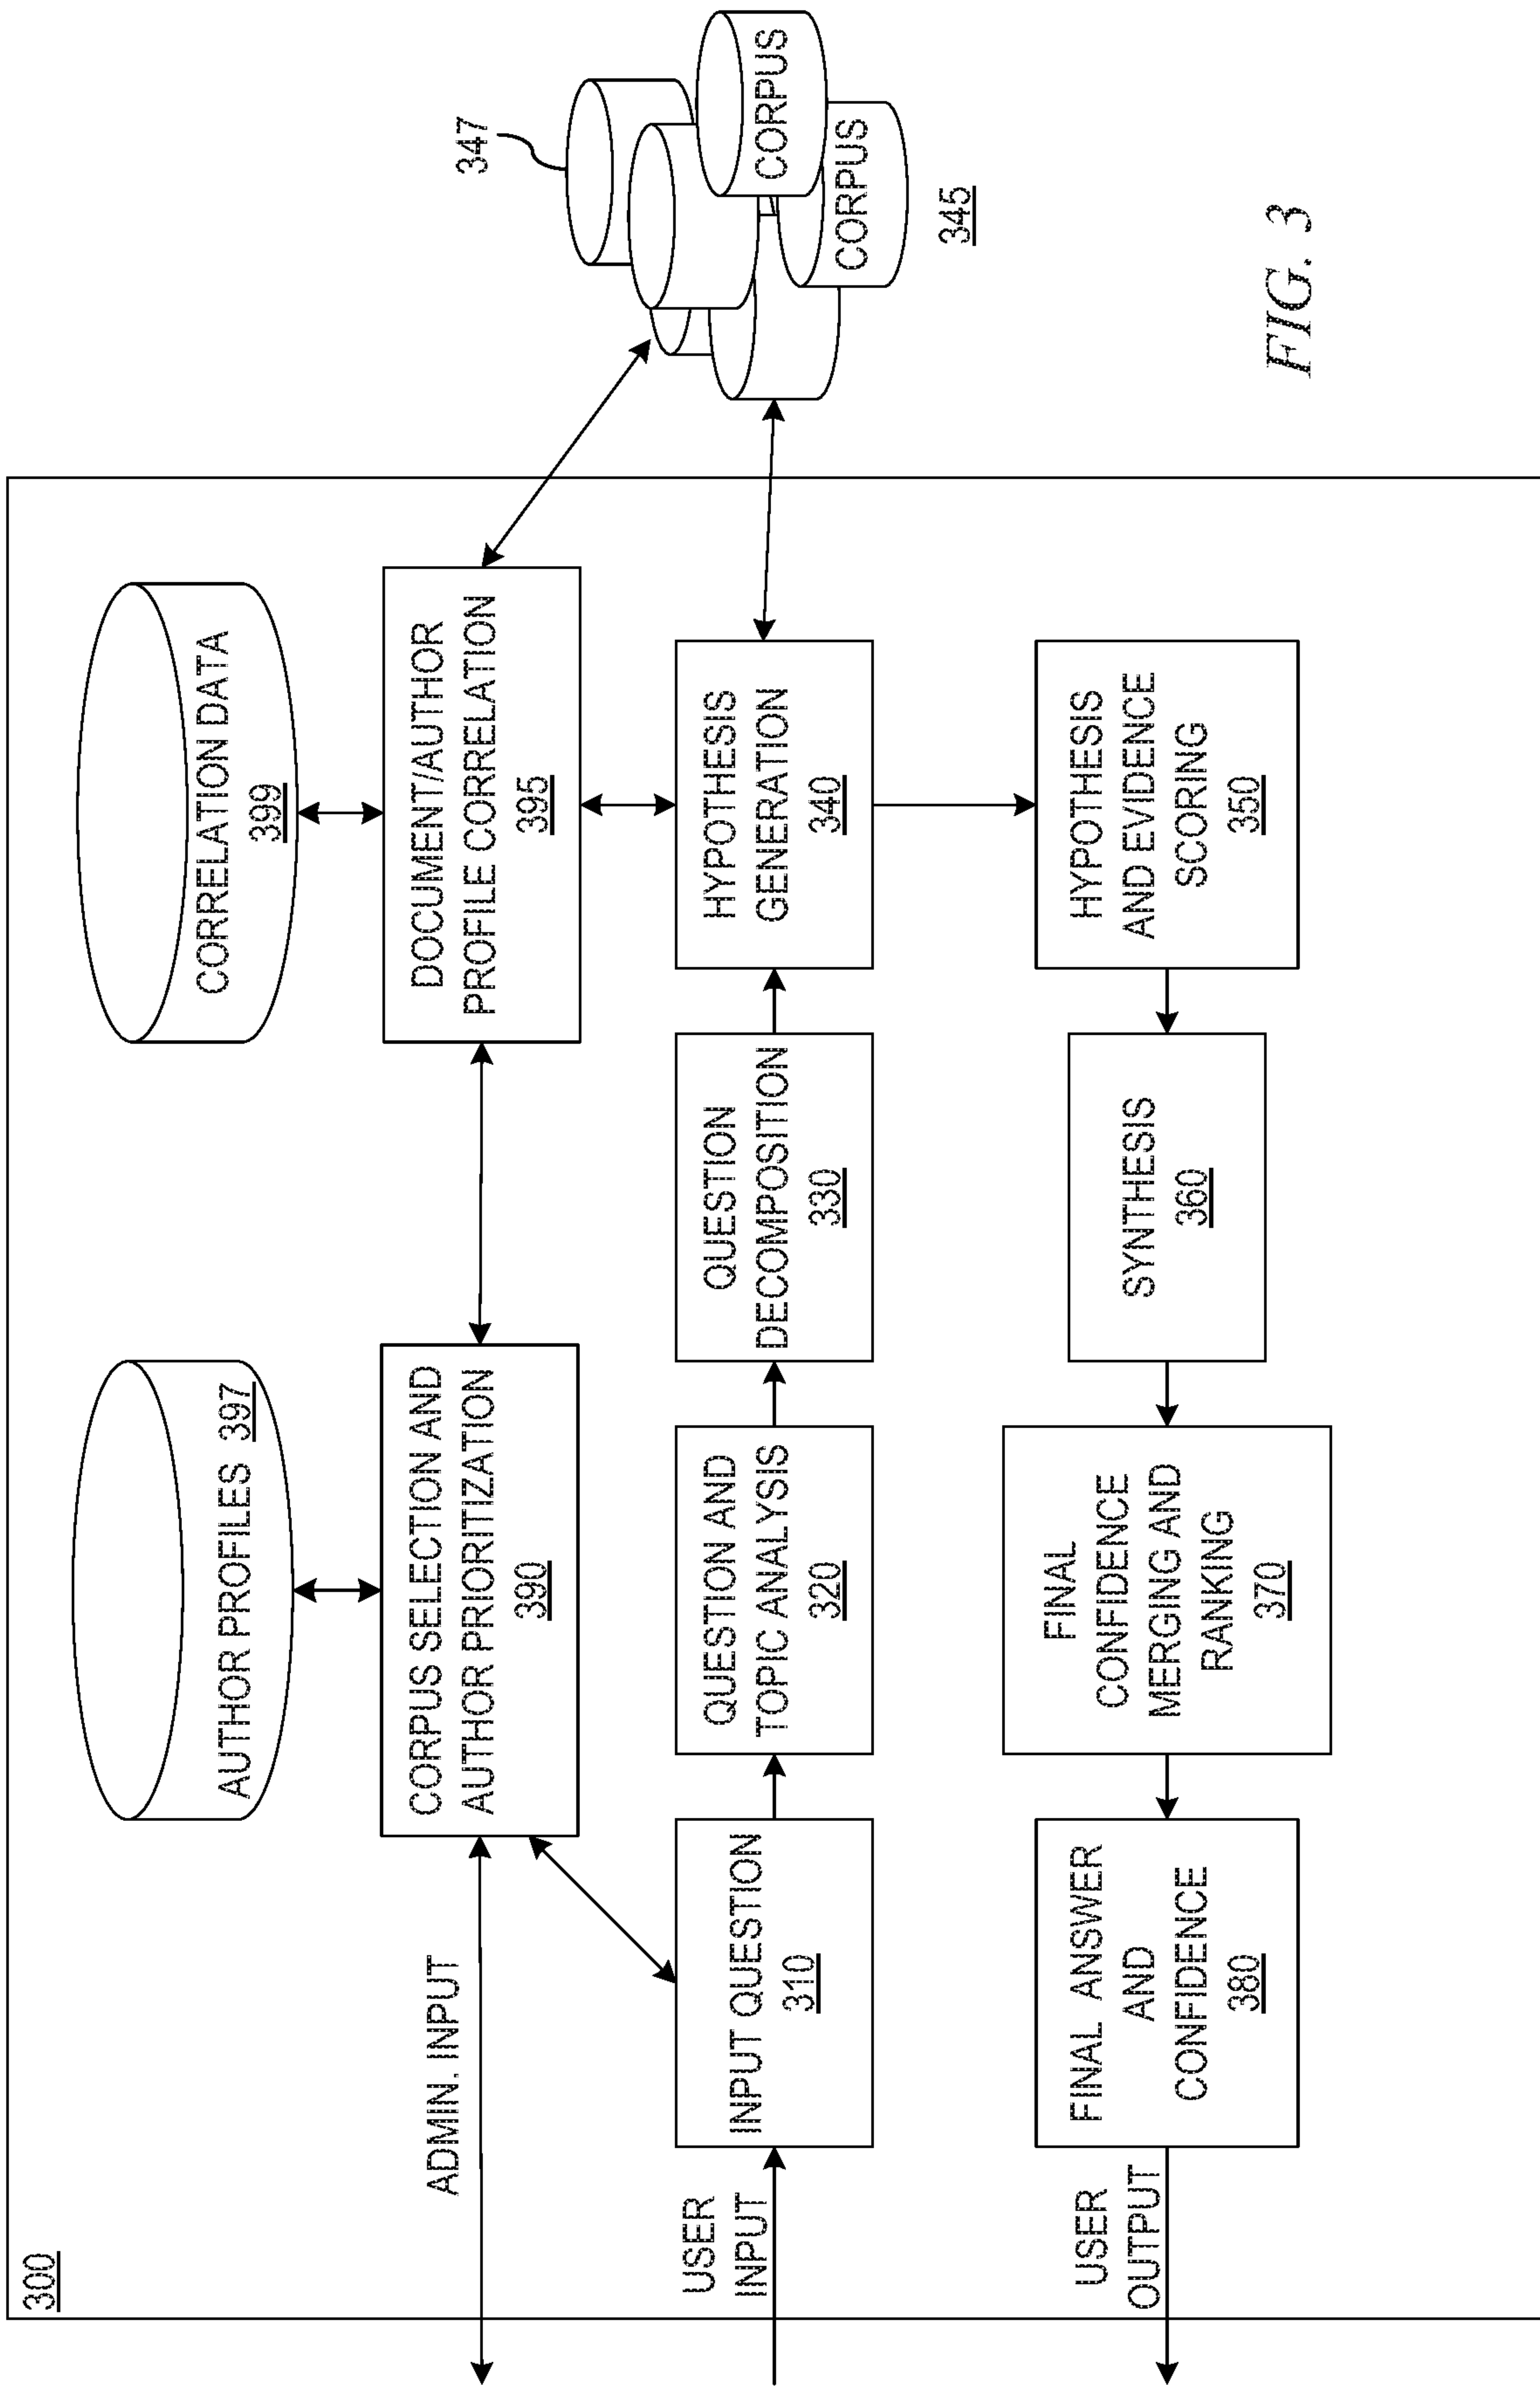 300
AUTHOR PROFILES 397
CORRELATION DATA
399
347
ADMIN. INPUT
CORPUS SELECTION AND
AUTHOR PRIORITIZATION
390
DOCUMENT/AUTHOR
PROFILE CORRELATION
395
USER
INPUT
INPUT QUESTION
310
QUESTION AND
TOPIC ANALYSIS
320
QUESTION
DECOMPOSITION
330
HYPOTHESIS
GENERATION
340
CORPUS
CORPUS
345
USER
OUTPUT
FINAL ANSWER
AND
CONFIDENCE
380
FINAL
CONFIDENCE
MERGING AND
RANKING
370
SYNTHESIS
360
HYPOTHESIS
AND EVIDENCE
SCORING
350
FIG. 3